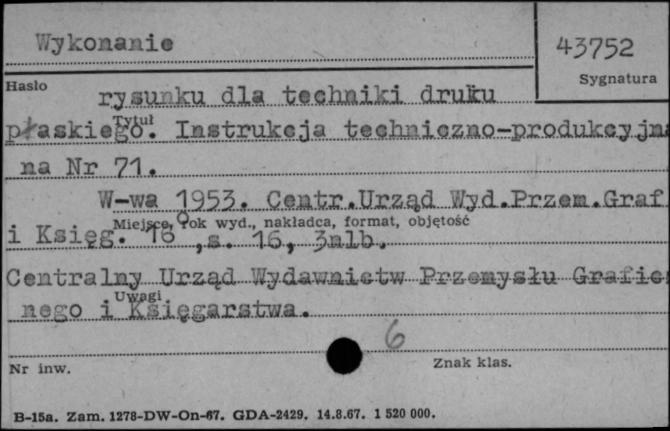 Wykonanie
43752
Sygnatura
Hasło
rysunku dla techniki druku
Tytuł
płaskiego. Instrukcja techniczno-produkcyjna
na Nr 71.
W-wa 1953. Centr.Urząd Wyd.Przem.Graf
Miejsce, rok wyd., nakładca, format, objętość
i Księg. 16°, s. 16, 3nlb.
Centralny Urząd Wydawnictw Przemysłu Graficz
Uwagi
nego i Księgarstwa.
6
Nr inw.
Znak klas.
B-15a. Zam. 1278-DW-On-67. GDA-2429. 14.8.67. 1 520 000.